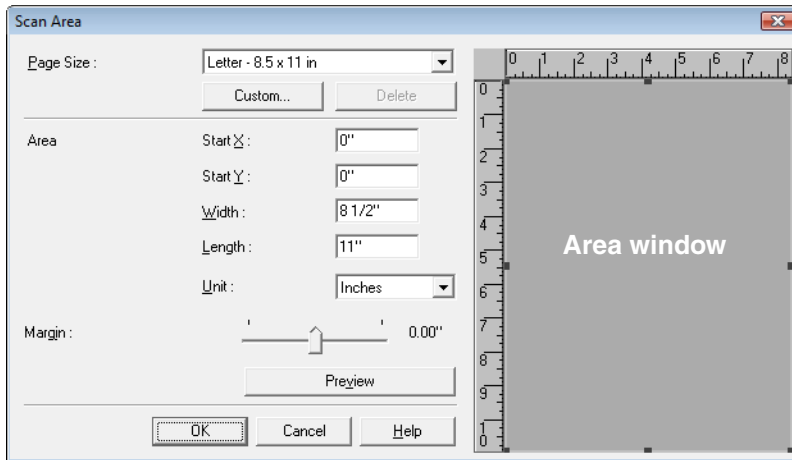 Scan Area
Page Size :
Letter - 8.5 x 11 in
Custom...
Delete
Area
Start X :
0"
Start Y :
0"
Width :
8 1/2"
Length :
11"
Unit :
Inches
Margin :
0.00"
Preview
OK
Cancel
Help
0 1 2 3 4 5 6 7 8
0
1
2
3
4
5
6
7
8
9
10
Area window